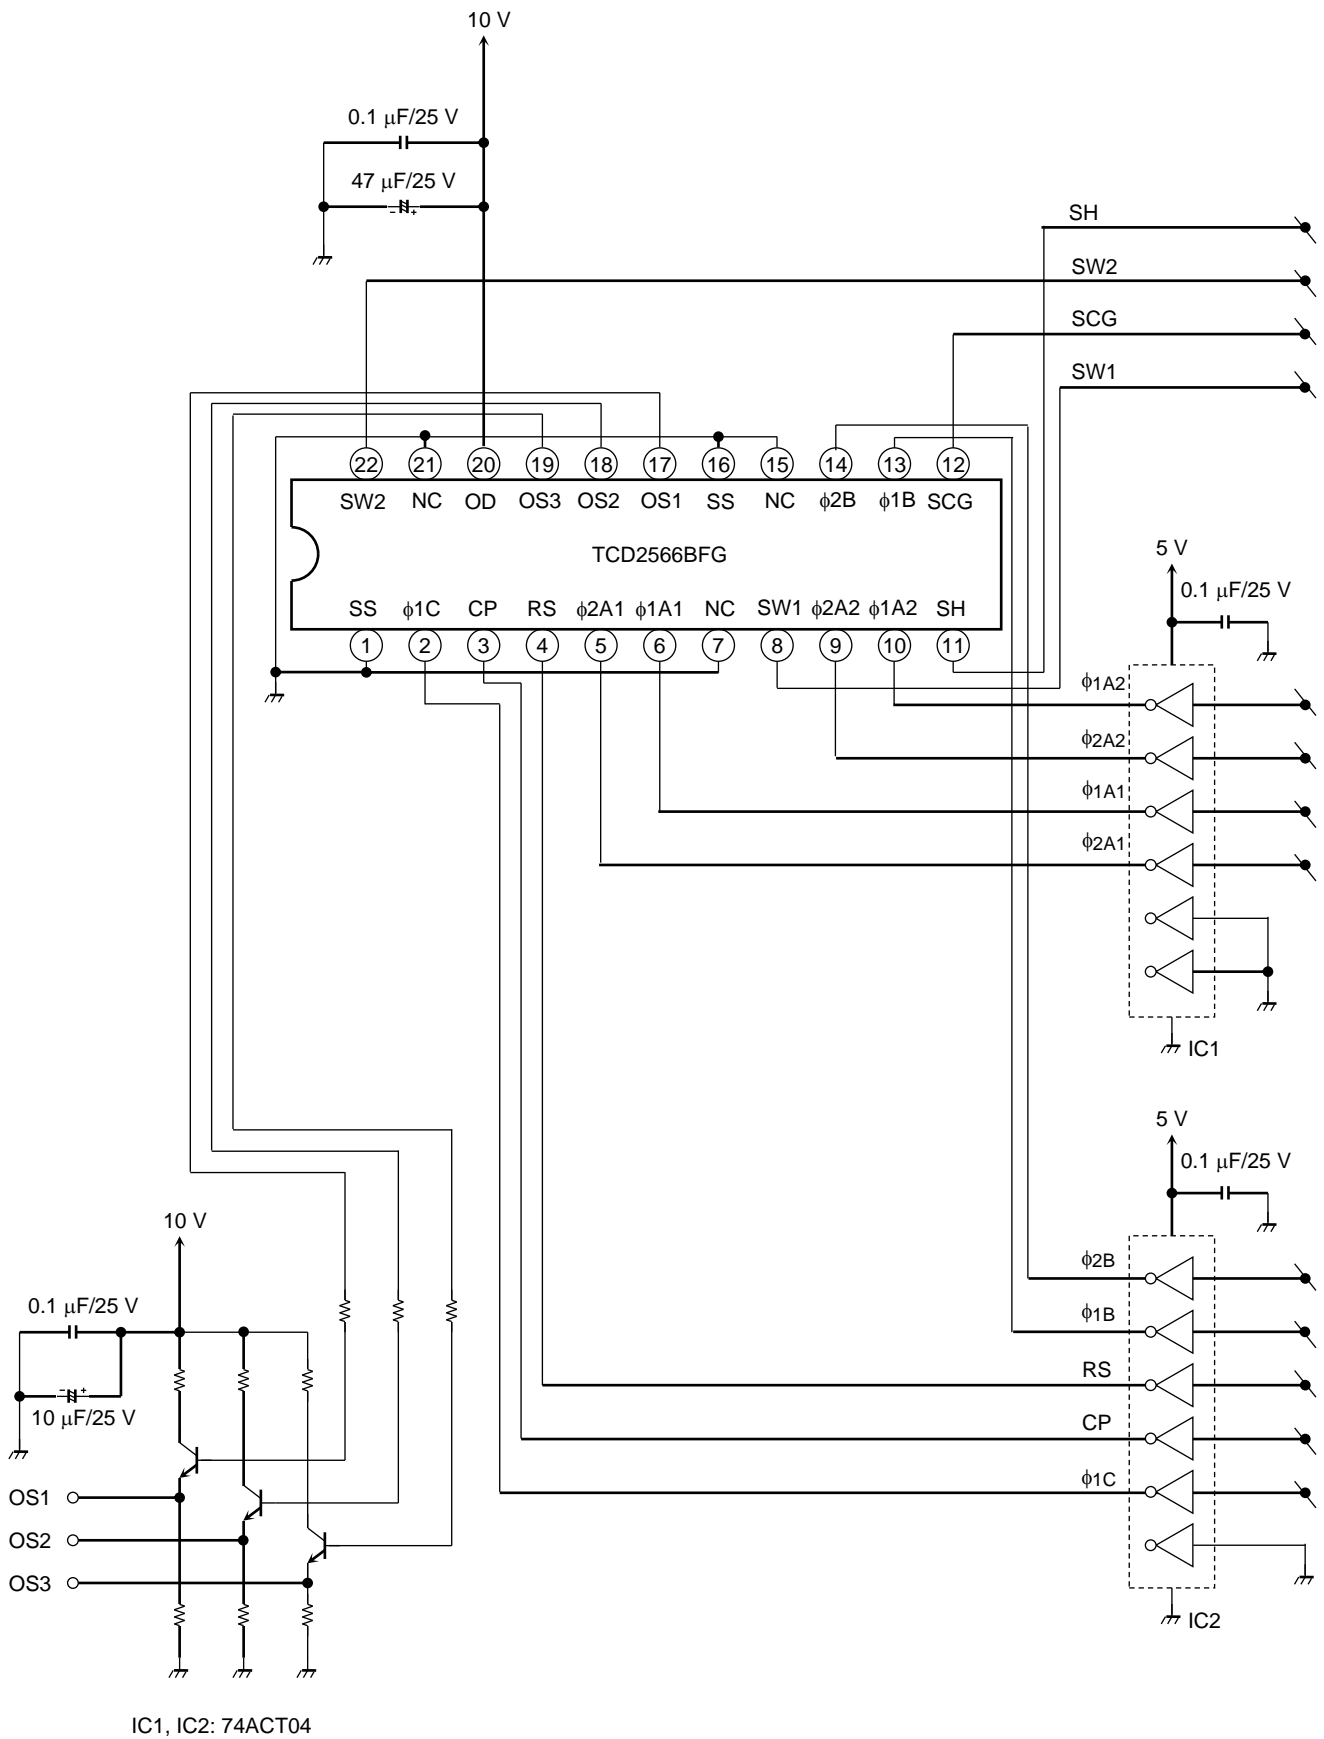 10 V
0.1 μF/25 V
47 μF/25 V
- +
SH
SW2
SCG
SW1
22 21 20 19 18 17 16 15 14 13 12
SW2 NC OD OS3 OS2 OS1 SS NC ϕ2B ϕ1B SCG
TCD2566BFG
SS ϕ1C CP RS ϕ2A1 ϕ1A1 NC SW1 ϕ2A2 ϕ1A2 SH
1 2 3 4 5 6 7 8 9 10 11
5 V
0.1 μF/25 V
ϕ1A2
ϕ2A2
ϕ1A1
ϕ2A1
IC1
5 V
0.1 μF/25 V
ϕ2B
ϕ1B
RS
CP
ϕ1C
IC2
10 V
0.1 μF/25 V
- +
10 μF/25 V
OS1
OS2
OS3
IC1, IC2: 74ACT04